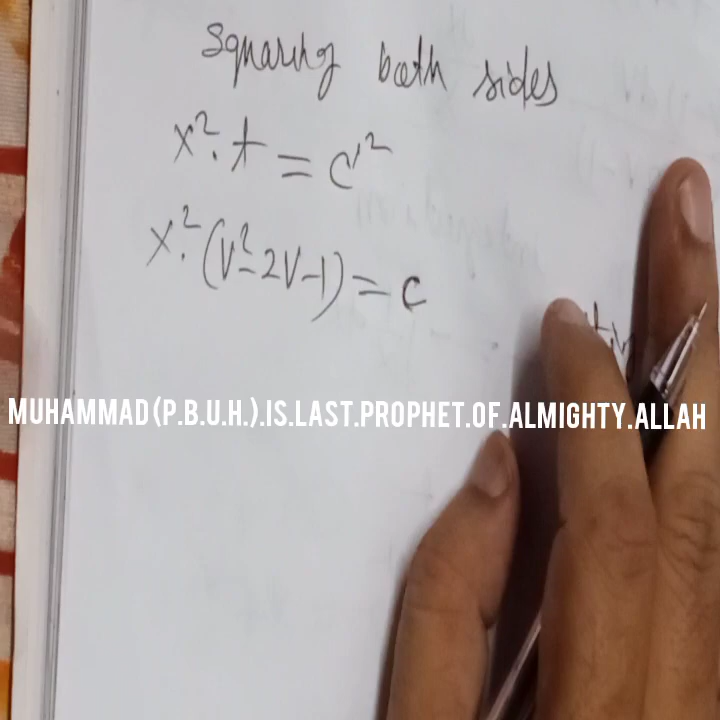 Squaring both sides
x².t = c'²
x².(v²-2v-1) = c
MUHAMMAD(P.B.U.H.).IS.LAST.PROPHET.OF.ALMIGHTY.ALLAH